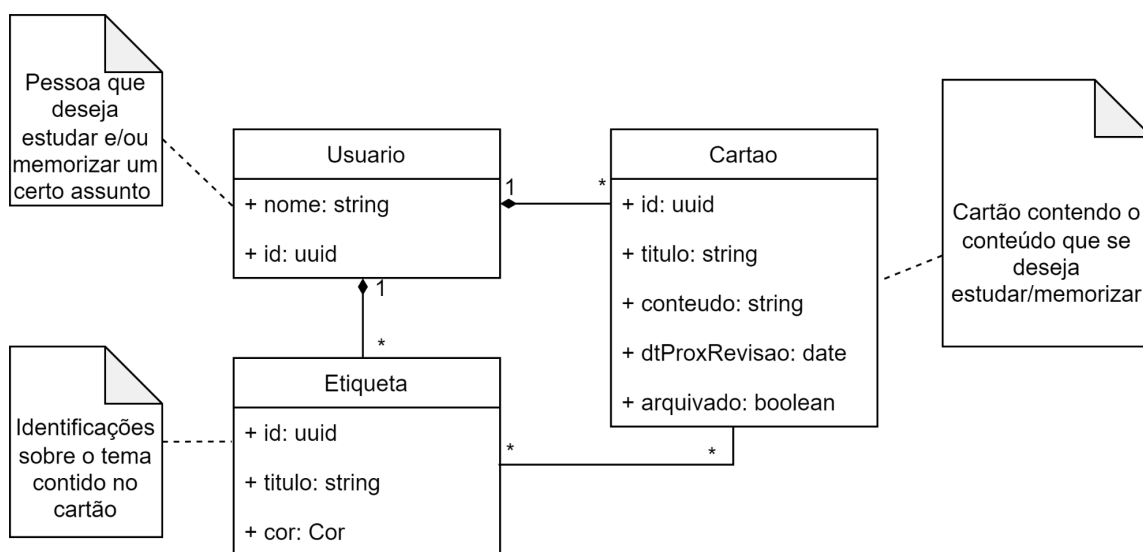 Pessoa que
deseja
estudar e/ou
memorizar um
certo assunto
Usuario
+ nome: string
+ id: uuid
1
*
Cartao
+ id: uuid
+ titulo: string
+ conteudo: string
+ dtProxRevisao: date
+ arquivado: boolean
Cartão contendo o
conteúdo que se
deseja
estudar/memorizar
1
*
Identificações
sobre o tema
contido no
cartão
Etiqueta
+ id: uuid
+ titulo: string
+ cor: Cor
*
*